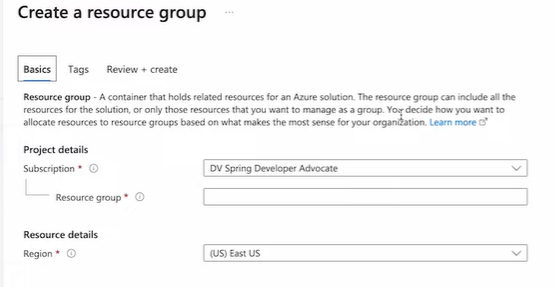 Create a resource group ...
Basics Tags Review + create
Resource group - A container that holds related resources for an Azure solution. The resource group can include all the
resources for the solution, or only those resources that you want to manage as a group. You decide how you want to
allocate resources to resource groups based on what makes the most sense for your organization. Learn more
Project details
Subscription * DV Spring Developer Advocate
Resource group *
Resource details
Region * (US) East US